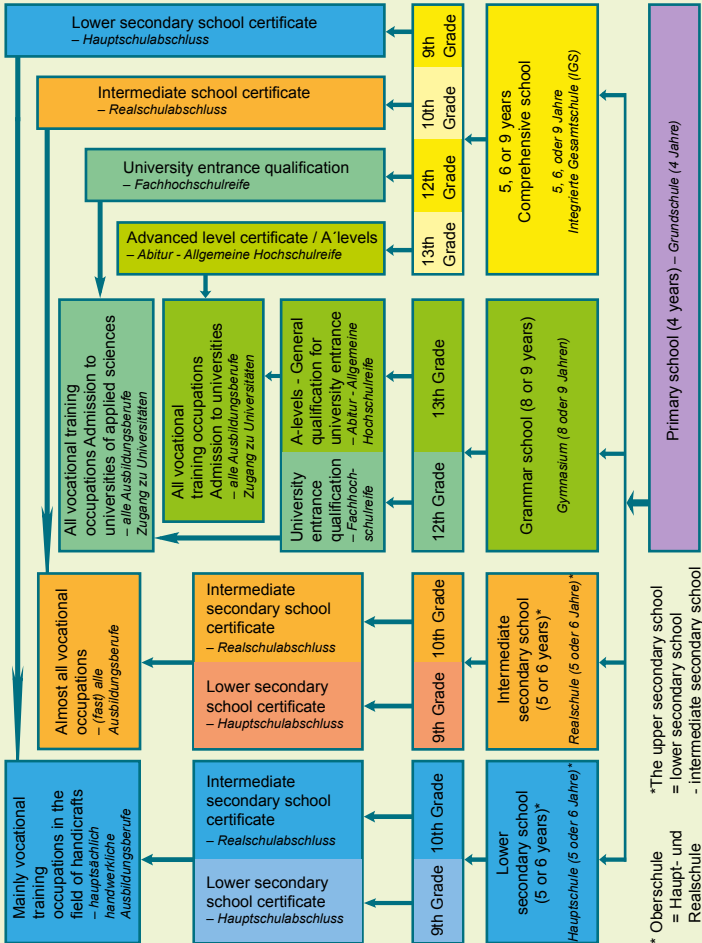 Lower secondary school certificate
– Hauptschulabschluss
Intermediate school certificate
– Realschulabschluss
University entrance qualification
– Fachhochschulreife
Advanced level certificate / A´levels
– Abitur - Allgemeine Hochschulreife
9th
Grade
10th
Grade
12th
Grade
13th
Grade
5, 6 or 9 years
Comprehensive school
5, 6, oder 9 Jahre
Integrierte Gesamtschule (IGS)
All vocational training
occupations Admission to
universities of applied sciences
– alle Ausbildungsberufe
Zugang zu Universitäten
All vocational
training occupations
Admission to universities
– alle Ausbildungsberufe
Zugang zu Universitäten
A-levels - General
qualification for
university entrance
– Abitur - Allgemeine
Hochschulreife
University
entrance
qualification
– Fachhoch-
schulreife
13th Grade
12th Grade
Grammar school (8 or 9 years)
Gymnasium (8 oder 9 Jahren)
Primary school (4 years) – Grundschule (4 Jahre)
Almost all vocational
occupations
– (fast) alle
Ausbildungsberufe
Intermediate
secondary school
certificate
– Realschulabschluss
Lower secondary
school certificate
– Hauptschulabschluss
10th Grade
9th Grade
Intermediate
secondary school
(5 or 6 years)*
Realschule (5 oder 6 Jahre)*
Mainly vocational
training
occupations in the
field of handicrafts
– hauptsächlich
handwerkliche
Ausbildungsberufe
Intermediate
secondary school
certificate
– Realschulabschluss
Lower secondary
school certificate
– Hauptschulabschluss
10th Grade
9th Grade
Lower
secondary school
(5 or 6 years)*
Hauptschule (5 oder 6 Jahre)*
* Oberschule
= Haupt- und
Realschule
*The upper secondary school
= lower secondary school
- intermediate secondary school